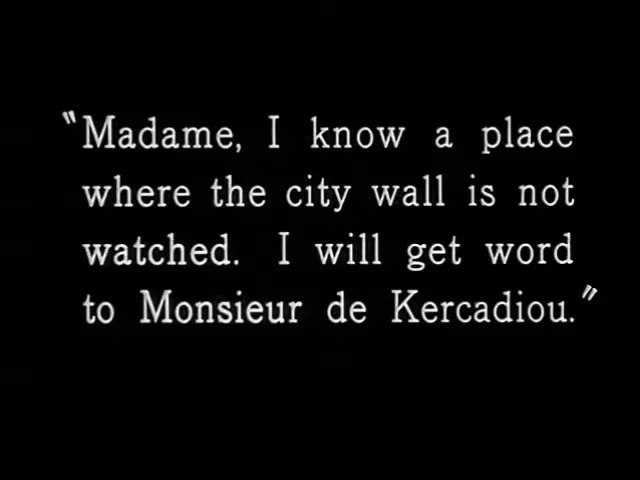 "Madame, I know a place
where the city wall is not
watched. I will get word
to Monsieur de Kercadiou."